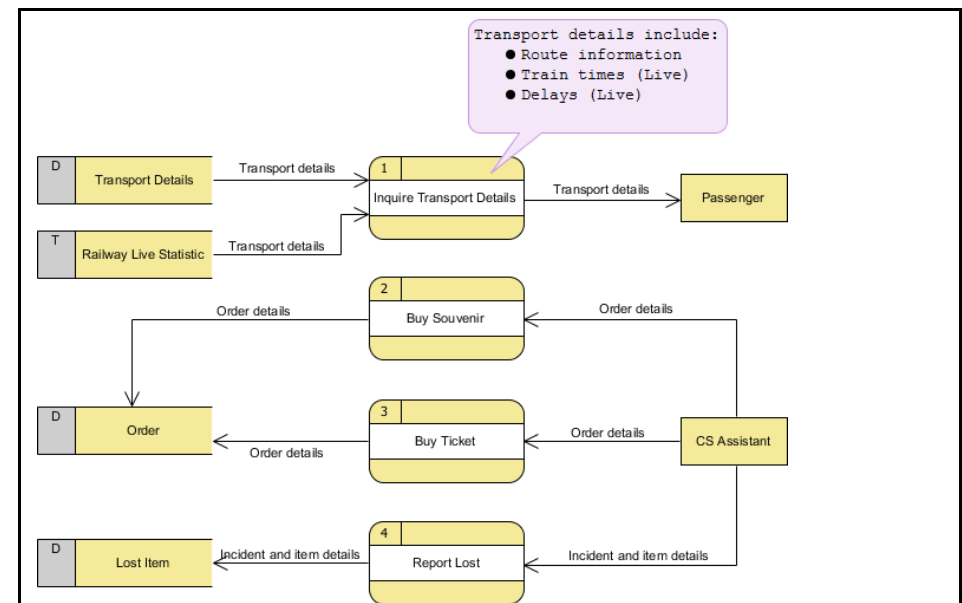 Transport details include:
● Route information
● Train times (Live)
● Delays (Live)
D
Transport Details
Transport details
1
Inquire Transport Details
Transport details
Passenger
T
Railway Live Statistic
Transport details
2
Buy Souvenir
Order details
Order details
D
Order
3
Buy Ticket
Order details
Order details
CS Assistant
D
Lost Item
Incident and item details
4
Report Lost
Incident and item details